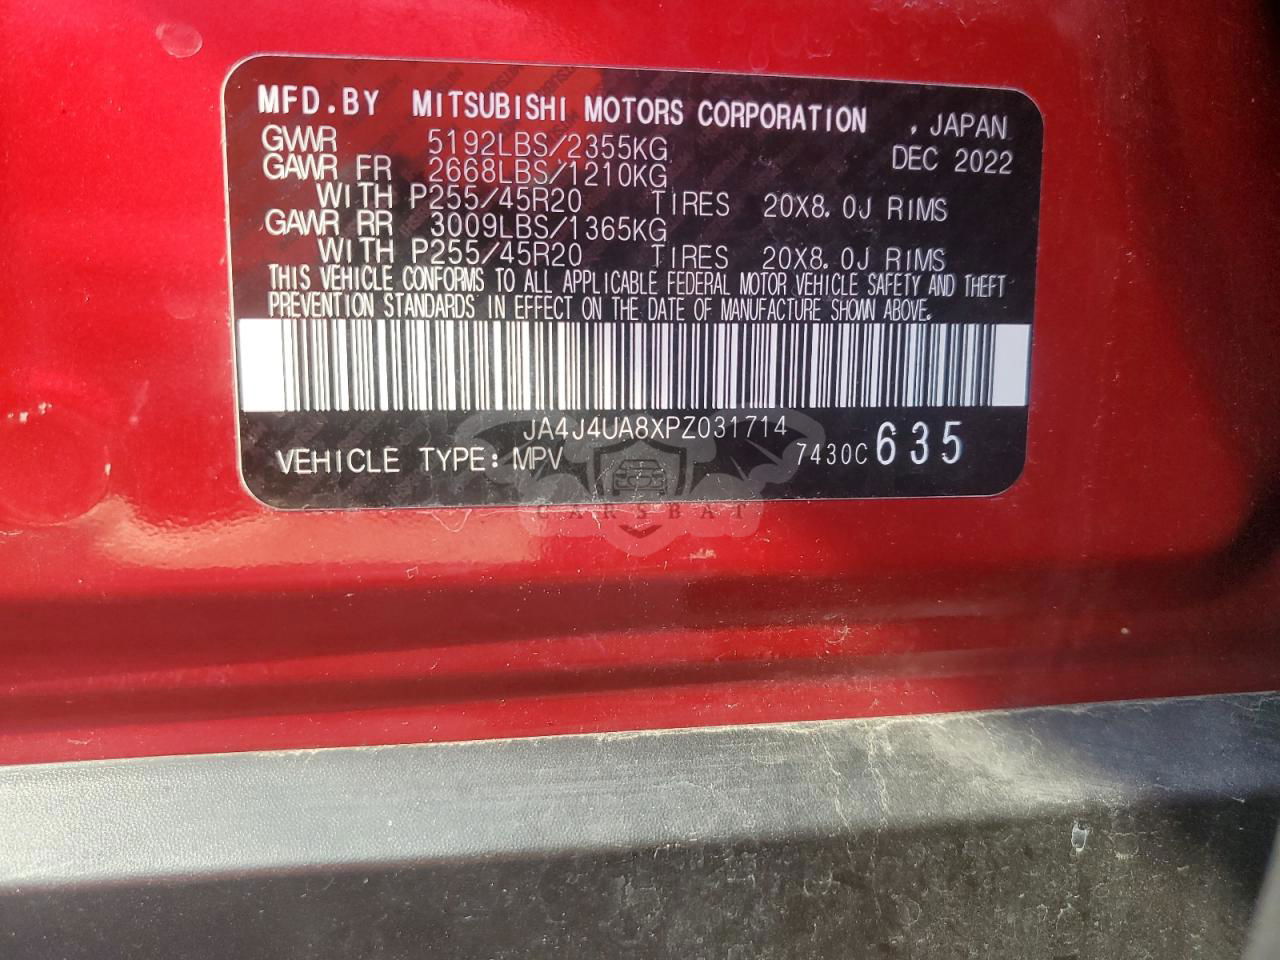 MFD.BY MITSUBISHI MOTORS CORPORATION , JAPAN
GWWR 5192LBS/2355KG DEC 2022
GAWR FR 2668LBS/1210KG
WITH P255/45R20 TIRES 20X8.0J RIMS
GAWR RR 3009LBS/1365KG
WITH P255/45R20 TIRES 20X8.0J RIMS
THIS VEHICLE CONFORMS TO ALL APPLICABLE FEDERAL MOTOR VEHICLE SAFETY AND THEFT
PREVENTION STANDARDS IN EFFECT ON THE DATE OF MANUFACTURE SHOWN ABOVE.
JA4J4UA8XPZ031714
VEHICLE TYPE: MPV 7430C 635
CARSBAT